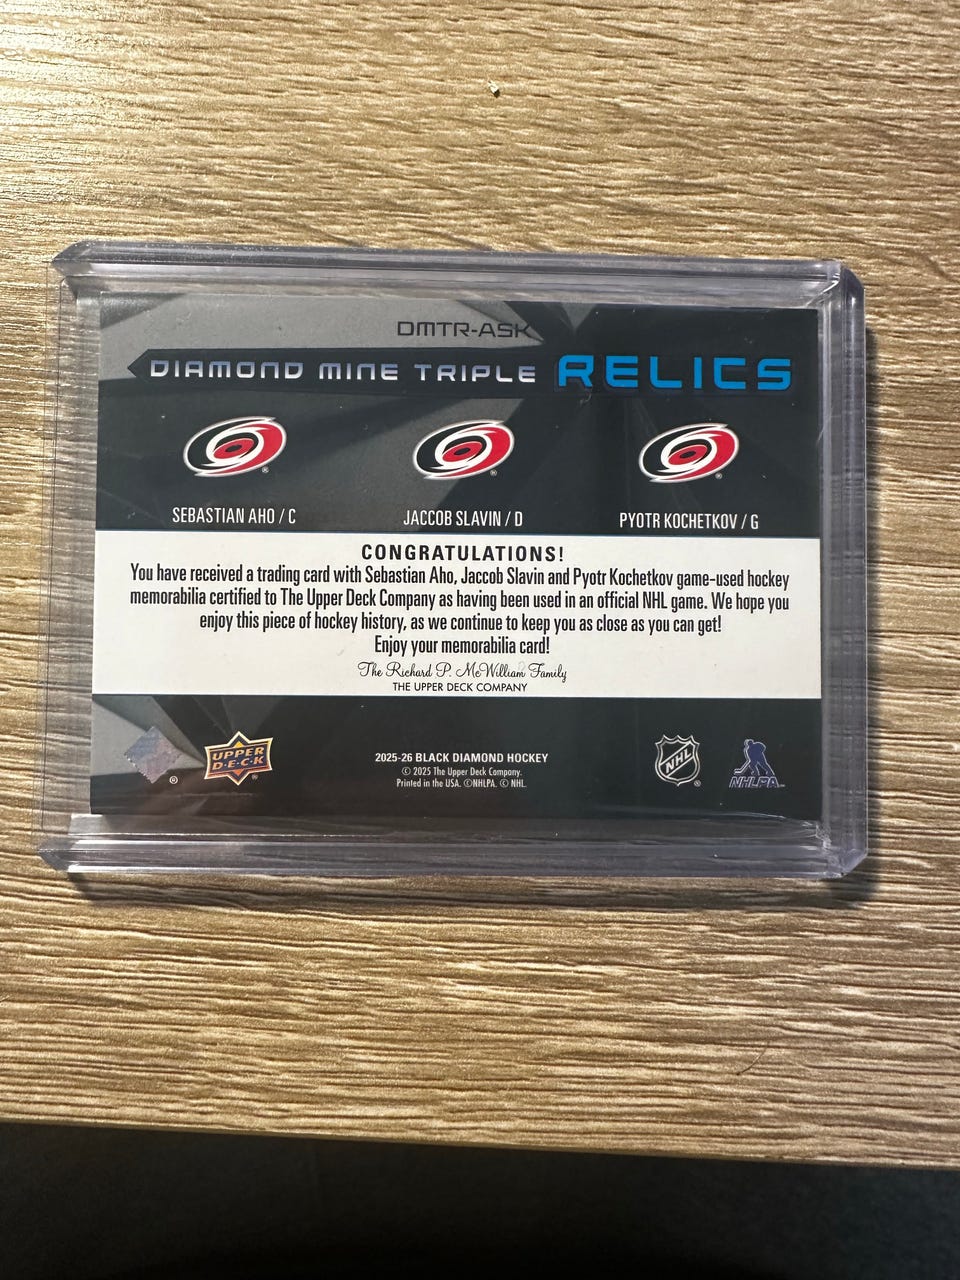 DMTR-ASK
DIAMOND MINE TRIPLE RELICS
SEBASTIAN AHO / C
JACCOB SLAVIN / D
PYOTR KOCHETKOV / G
CONGRATULATIONS!
You have received a trading card with Sebastian Aho, Jaccob Slavin and Pyotr Kochetkov game-used hockey
memorabilia certified to The Upper Deck Company as having been used in an official NHL game. We hope you
enjoy this piece of hockey history, as we continue to keep you as close as you can get!
Enjoy your memorabilia card!
The Richard P. McWilliam Family
THE UPPER DECK COMPANY
UPPER
D·E·C·K
2025-26 BLACK DIAMOND HOCKEY
© 2025 The Upper Deck Company.
Printed in the USA. ©NHLPA. © NHL.
NHL
NHLPA